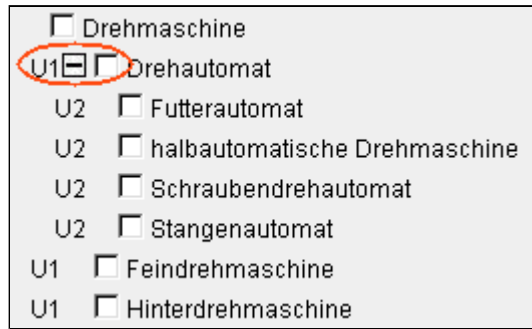 Drehmaschine
U1 Drehautomat
U2 Futterautomat
U2 halbautomatische Drehmaschine
U2 Schraubendrehautomat
U2 Stangenautomat
U1 Feindrehmaschine
U1 Hinterdrehmaschine